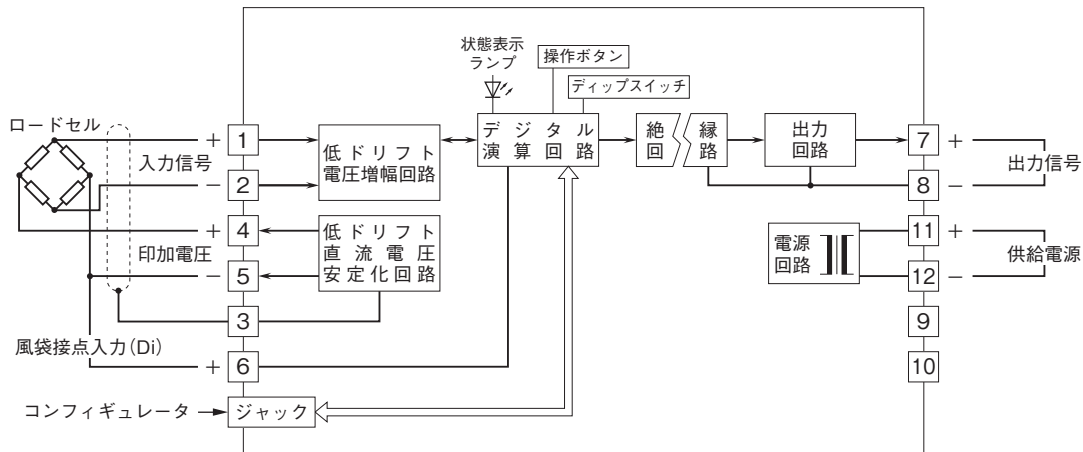 状態表示
ランプ
操作ボタン
ディップスイッチ
ロードセル
+ 1
入力信号
- 2
低ドリフト
電圧増幅回路
デジタル
演算回路
絶縁
回路
出力
回路
7 +
出力信号
8 -
+ 4
印加電圧
- 5
低ドリフト
直流電圧
安定化回路
電源
回路
11 +
供給電源
12 -
3
9
風袋接点入力(Di)
+ 6
10
コンフィギュレータ
ジャック